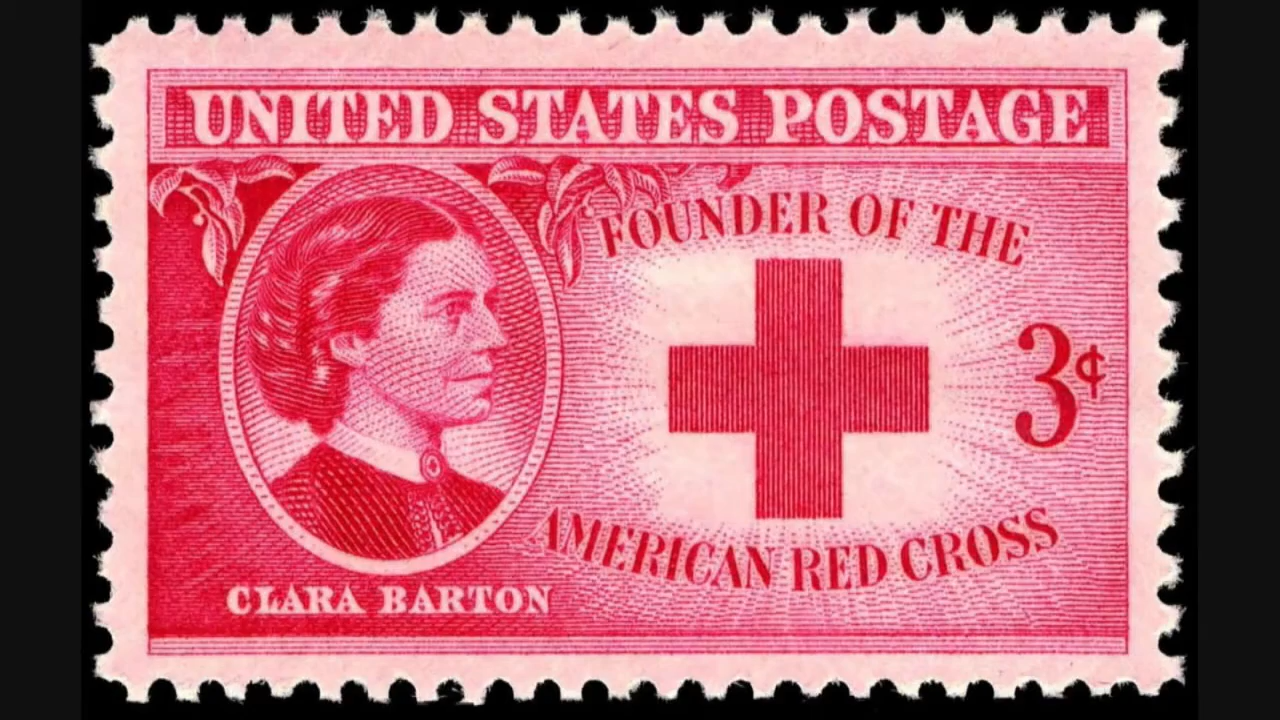 UNITED STATES POSTAGE
FOUNDER OF THE
3¢
AMERICAN RED CROSS
CLARA BARTON